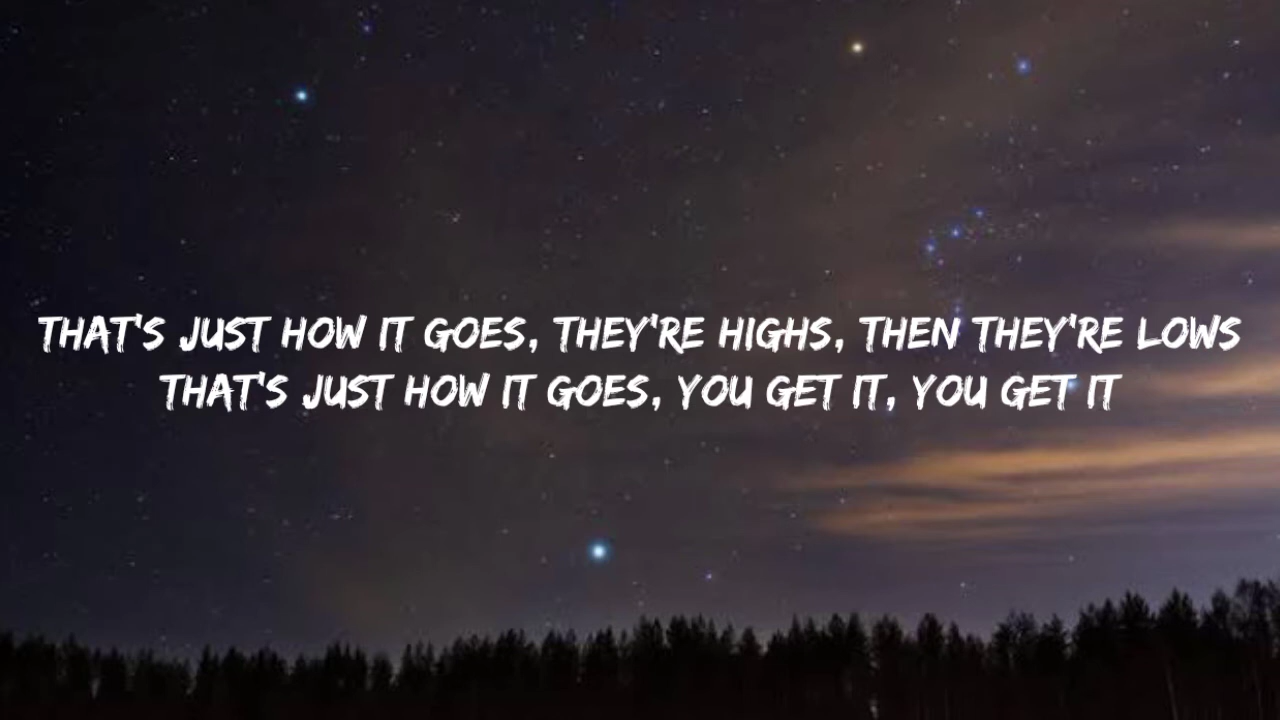 THAT'S JUST HOW IT GOES, THEY'RE HIGHS, THEN THEY'RE LOWS
THAT'S JUST HOW IT GOES, YOU GET IT, YOU GET IT